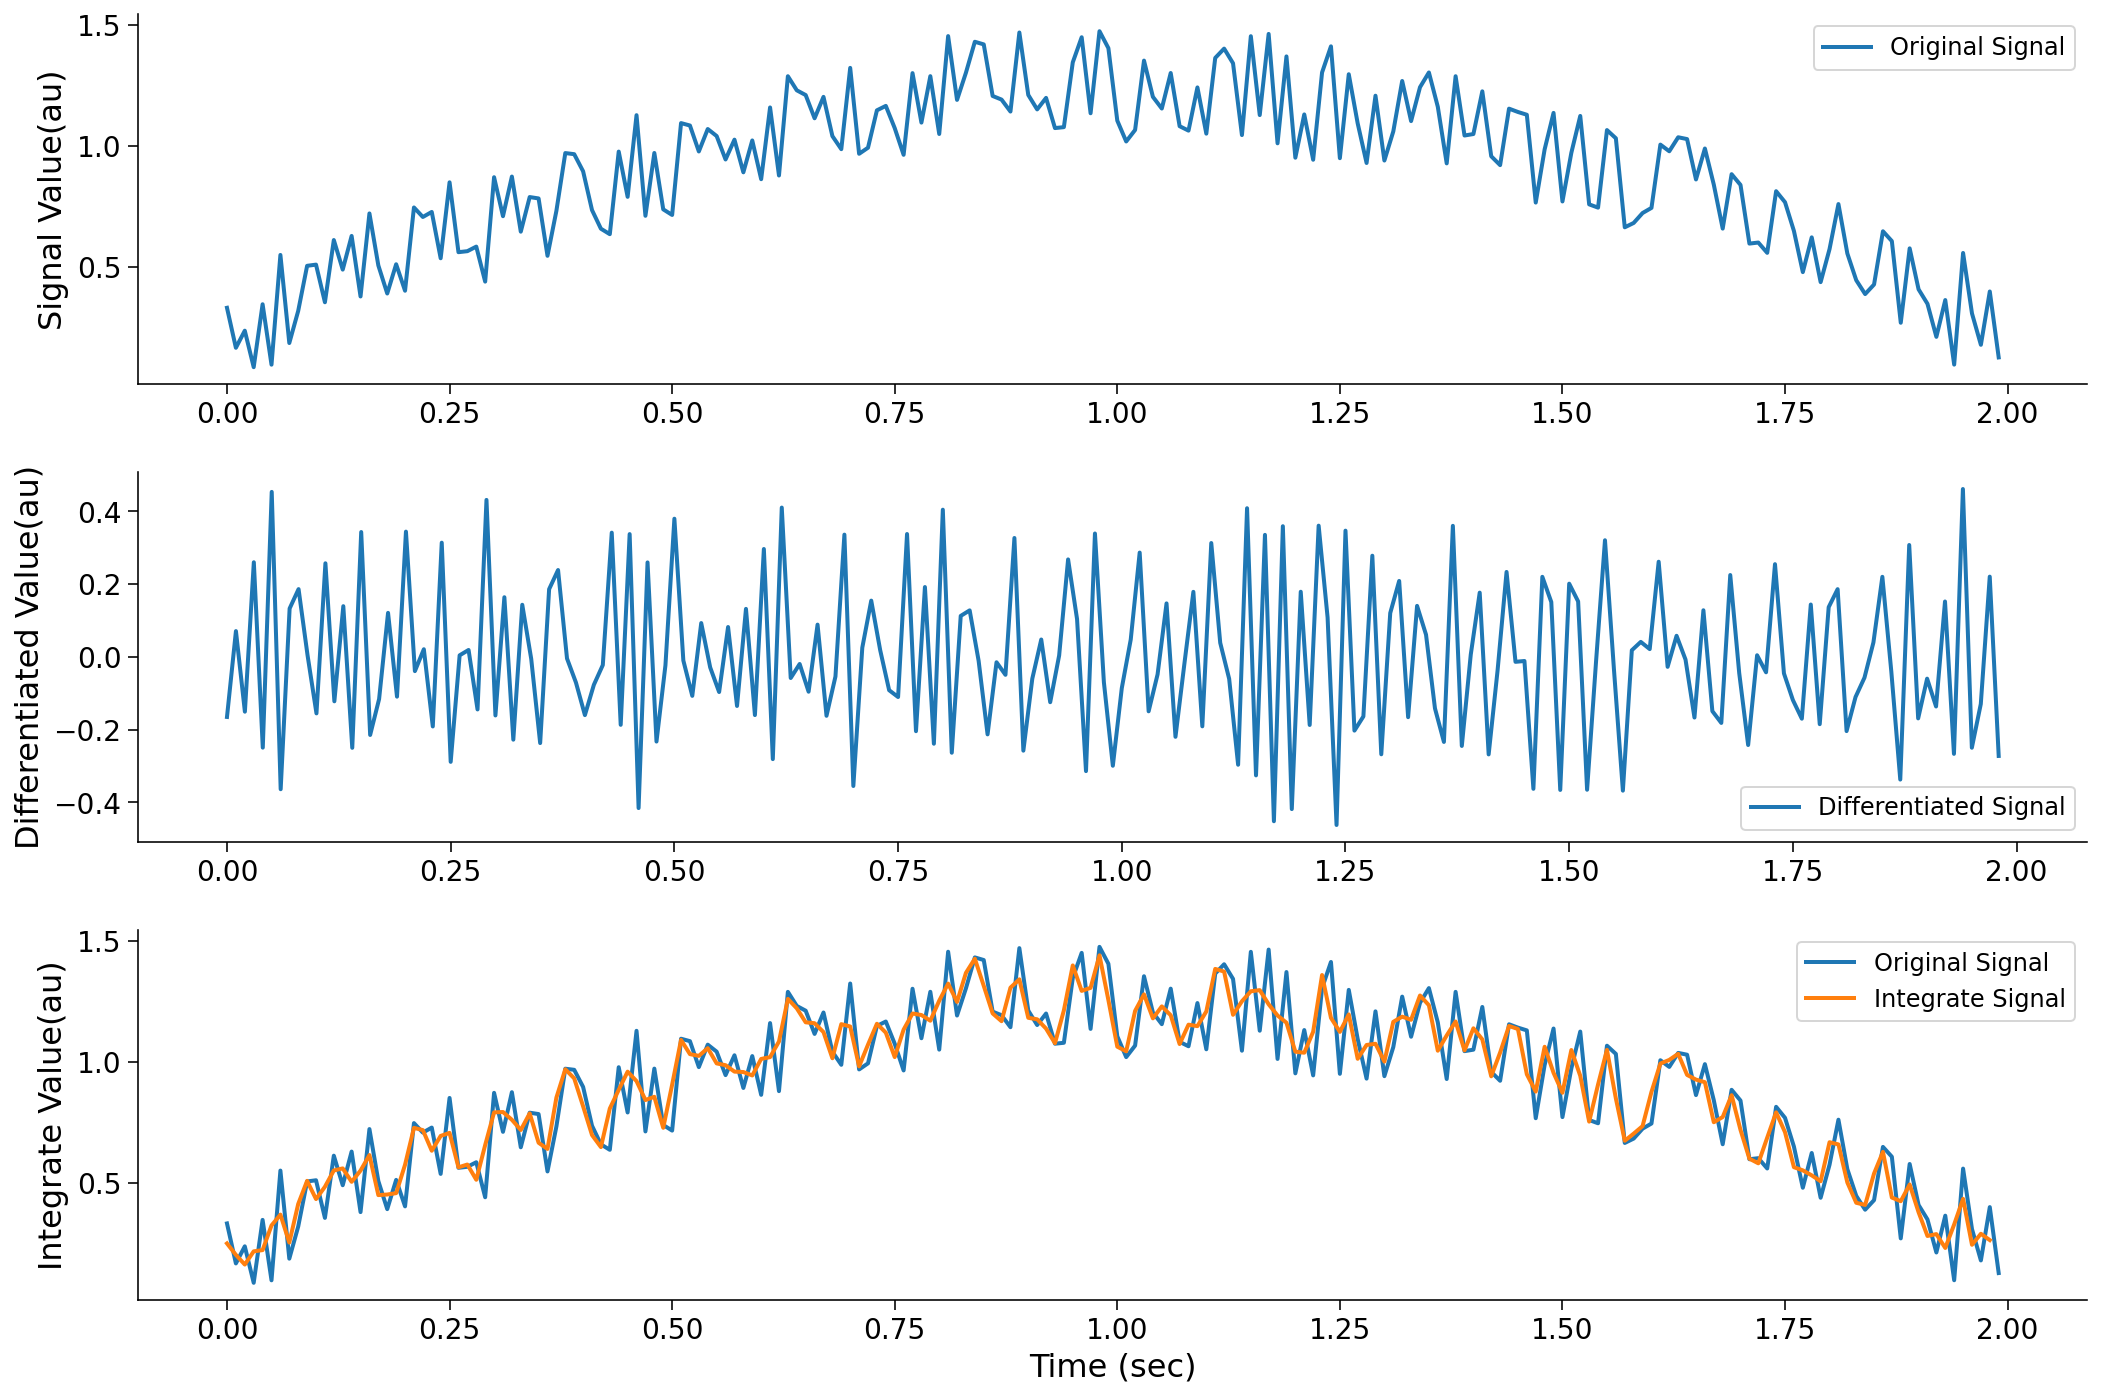 Signal Value(au)
1.5
1.0
0.5
Original Signal
0.00 0.25 0.50 0.75 1.00 1.25 1.50 1.75 2.00
Differentiated Value(au)
0.4
0.2
0.0
−0.2
−0.4
Differentiated Signal
0.00 0.25 0.50 0.75 1.00 1.25 1.50 1.75 2.00
Integrate Value(au)
1.5
1.0
0.5
Original Signal
Integrate Signal
0.00 0.25 0.50 0.75 1.00 1.25 1.50 1.75 2.00
Time (sec)